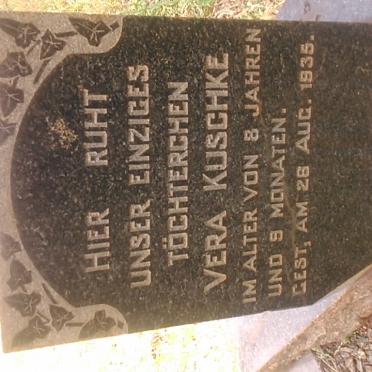 HIER RUHT
UNSER EINZIGES
TÖCHTERCHEN
VERA KUSCHKE
IM ALTER VON 8 JAHREN
UND 9 MONATEN.
GEST, AM 28 AUG. 1935.